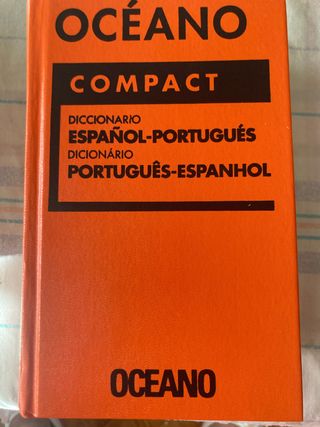 OCÉANO
COMPACT
DICCIONARIO
ESPAÑOL-PORTUGUÉS
DICIONÁRIO
PORTUGUÊS-ESPANHOL
OCEANO